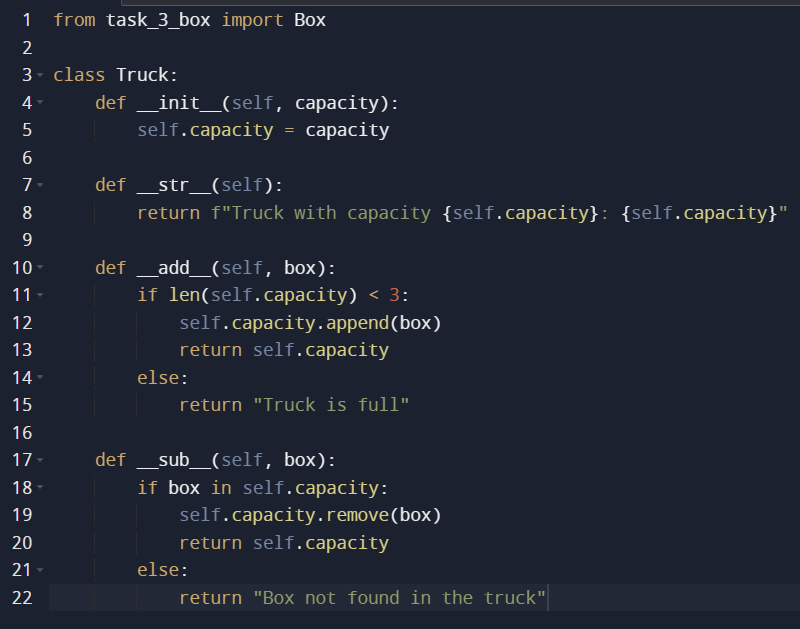 1 from task_3_box import Box
2
3 class Truck:
4     def __init__(self, capacity):
5         self.capacity = capacity
6
7     def __str__(self):
8         return f"Truck with capacity {self.capacity}: {self.capacity}"
9
10     def __add__(self, box):
11         if len(self.capacity) < 3:
12             self.capacity.append(box)
13             return self.capacity
14         else:
15             return "Truck is full"
16
17     def __sub__(self, box):
18         if box in self.capacity:
19             self.capacity.remove(box)
20             return self.capacity
21         else:
22             return "Box not found in the truck"